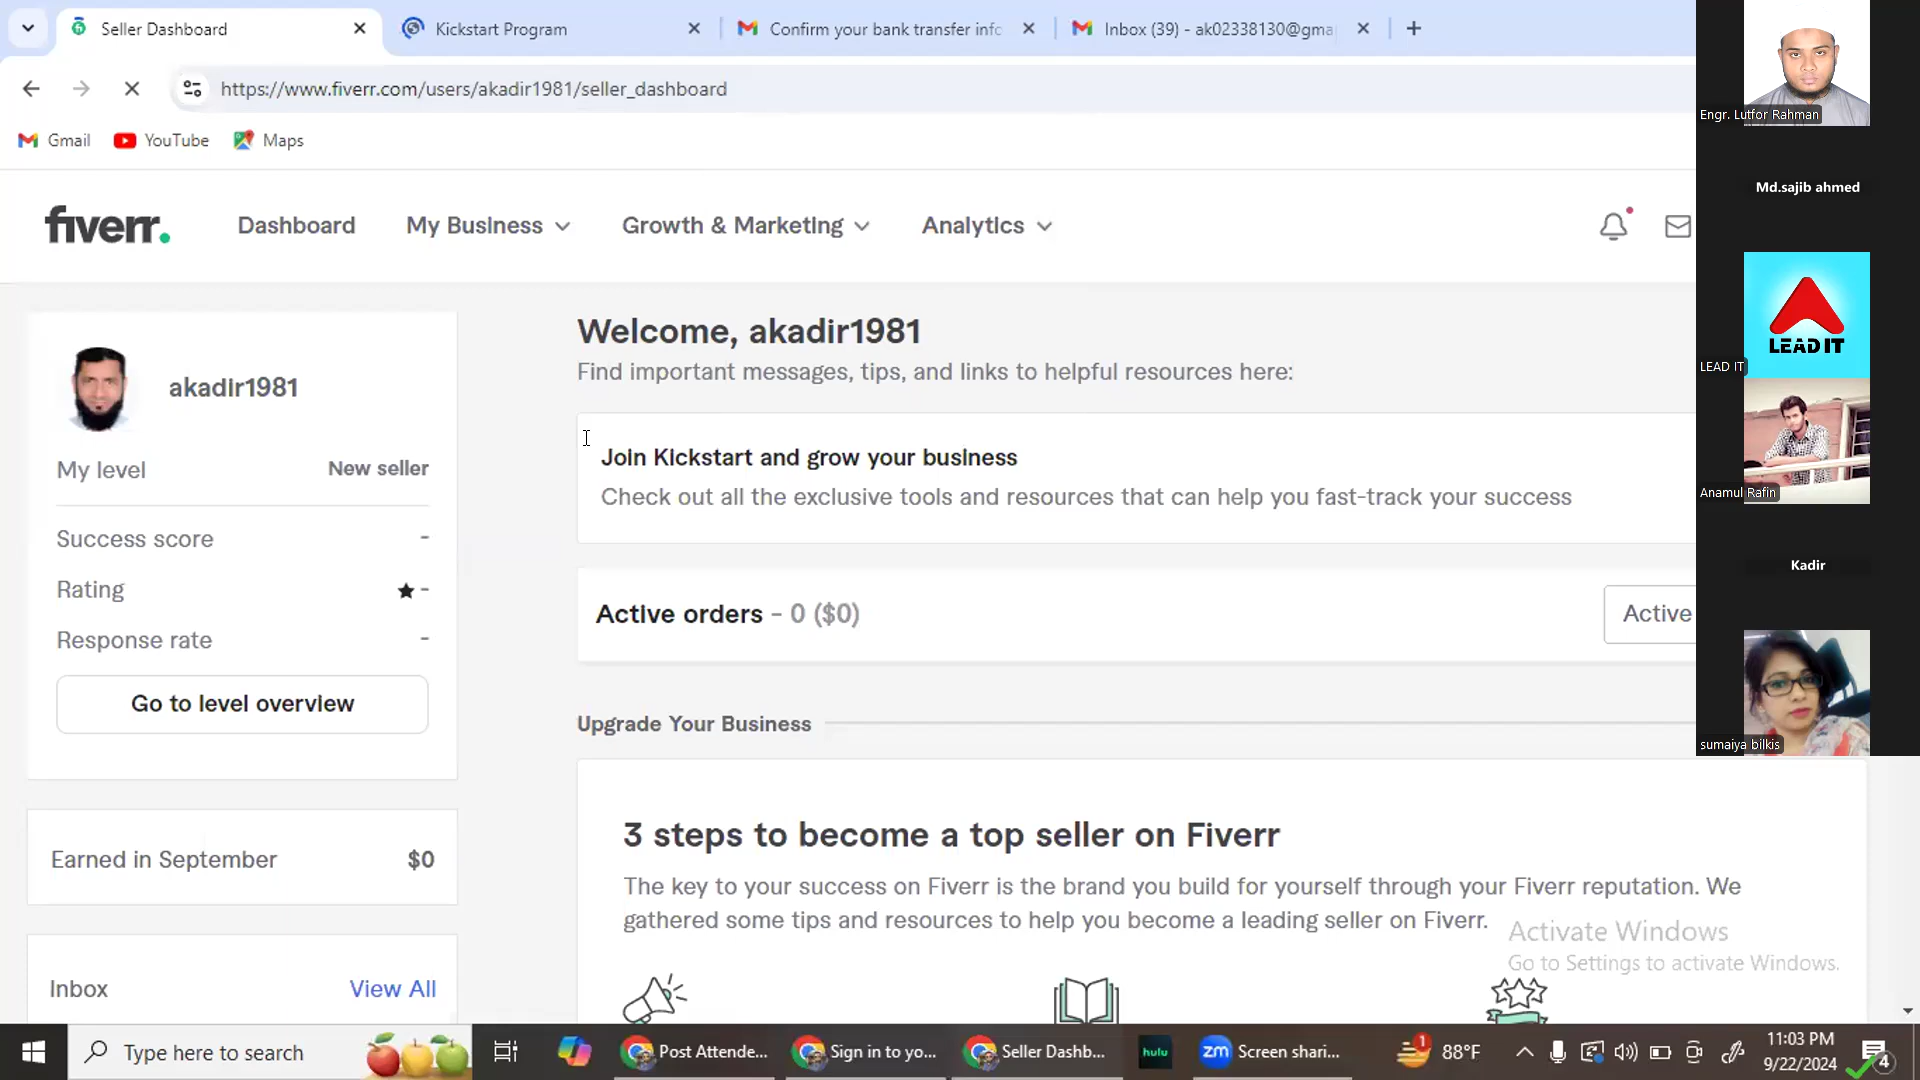 Seller Dashboard
Kickstart Program
Confirm your bank transfer info
Inbox (39) - ak02338130@gma
https://www.fiverr.com/users/akadir1981/seller_dashboard
Gmail
YouTube
Maps
fiverr.
Dashboard
My Business
Growth & Marketing
Analytics
akadir1981
My level
New seller
Success score
-
Rating
★ -
Response rate
-
Go to level overview
Earned in September
$0
Inbox
View All
Welcome, akadir1981
Find important messages, tips, and links to helpful resources here:
Join Kickstart and grow your business
Check out all the exclusive tools and resources that can help you fast-track your success
Active orders - 0 ($0)
Active
Upgrade Your Business
3 steps to become a top seller on Fiverr
The key to your success on Fiverr is the brand you build for yourself through your Fiverr reputation. We
gathered some tips and resources to help you become a leading seller on Fiverr.
Activate Windows
Go to Settings to activate Windows.
Engr. Lutfor Rahman
Md.sajib ahmed
LEAD IT
LEAD IT
Anamul Rafin
Kadir
sumaiya bilkis
Type here to search
Post Attende...
Sign in to yo...
Seller Dashb...
hulu
zm
Screen shari...
1
88°F
11:03 PM
9/22/2024
4